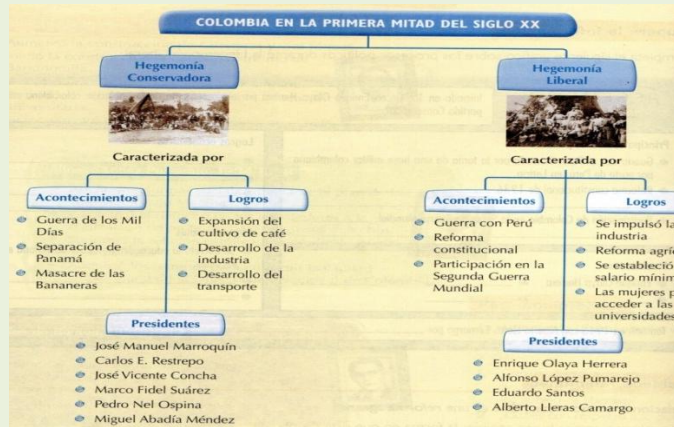 COLOMBIA EN LA PRIMERA MITAD DEL SIGLO XX
Hegemonía
Conservadora
Caracterizada por
Acontecimientos
Guerra de los Mil
Días
Separación de
Panamá
Masacre de las
Bananeras
Logros
Expansión del
cultivo de café
Desarrollo de la
industria
Desarrollo del
transporte
Presidentes
José Manuel Marroquín
Carlos E. Restrepo
José Vicente Concha
Marco Fidel Suárez
Pedro Nel Ospina
Miguel Abadía Méndez
Hegemonía
Liberal
Caracterizada por
Acontecimientos
Guerra con Perú
Reforma
constitucional
Participación en la
Segunda Guerra
Mundial
Logros
Se impulsó la
industria
Reforma
Se
salario
Las mujeres
acceder a las
universidades
Presidentes
Enrique Olaya Herrera
Alfonso López Pumarejo
Eduardo Santos
Alberto Lleras Camargo